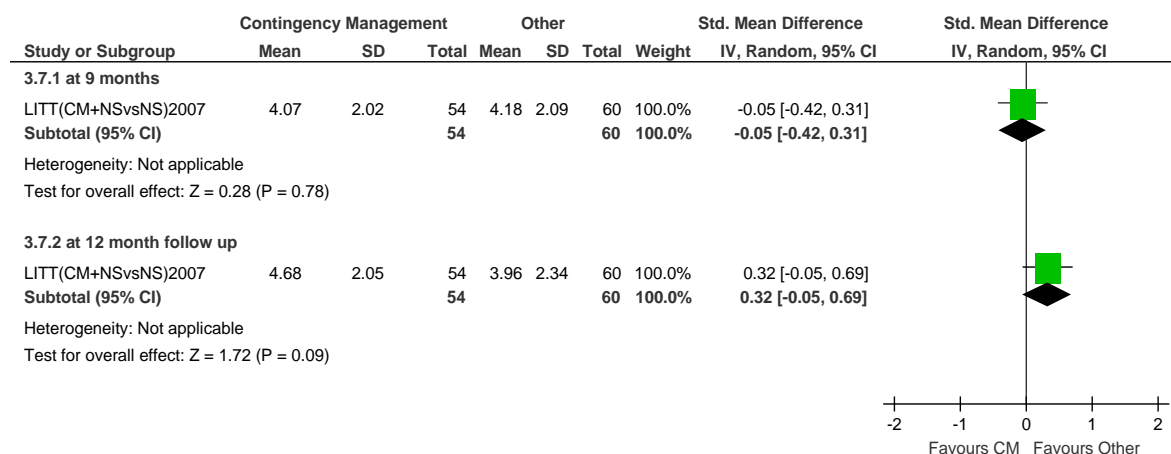 Contingency Management Other Std. Mean Difference Std. Mean Difference
Study or Subgroup Mean SD Total Mean SD Total Weight IV, Random, 95% CI IV, Random, 95% CI
3.7.1 at 9 months
LITT(CM+NSvsNS)2007 4.07 2.02 54 4.18 2.09 60 100.0% -0.05 [-0.42, 0.31]
Subtotal (95% CI) 54 60 100.0% -0.05 [-0.42, 0.31]
Heterogeneity: Not applicable
Test for overall effect: Z = 0.28 (P = 0.78)
3.7.2 at 12 month follow up
LITT(CM+NSvsNS)2007 4.68 2.05 54 3.96 2.34 60 100.0% 0.32 [-0.05, 0.69]
Subtotal (95% CI) 54 60 100.0% 0.32 [-0.05, 0.69]
Heterogeneity: Not applicable
Test for overall effect: Z = 1.72 (P = 0.09)
-2 -1 0 1 2
Favours CM Favours Other